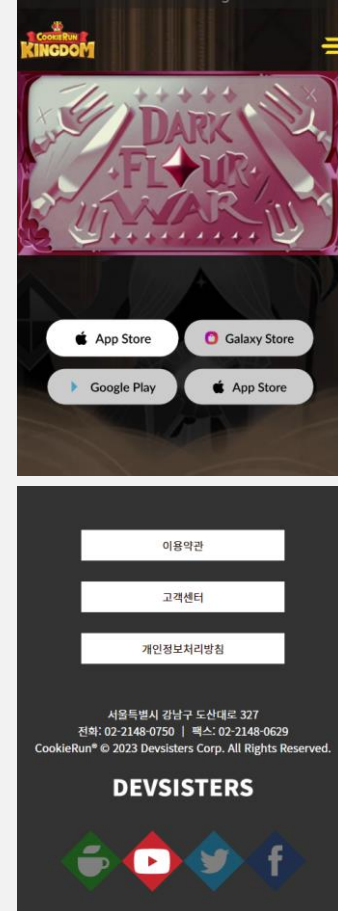 CookieRun
KINGDOM
DARK
FLOUR
WAR
App Store
Galaxy Store
Google Play
App Store
이용약관
고객센터
개인정보처리방침
서울특별시 강남구 도산대로 327
전화: 02-2148-0750 | 팩스: 02-2148-0629
CookieRun® © 2023 Devsisters Corp. All Rights Reserved.
DEVSISTERS